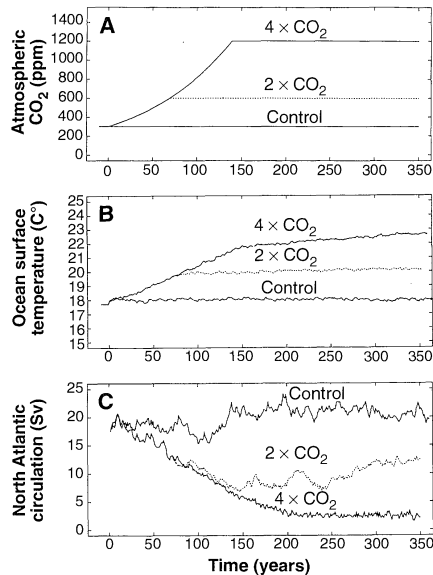 A
Atmospheric
CO₂ (ppm)
1400
1200
1000
800
600
400
200
0
4 × CO₂
2 × CO₂
Control
0 50 100 150 200 250 300 350
B
Ocean surface
temperature (C°)
25
23
22
21
20
19
18
17
16
15
4 × CO₂
2 × CO₂
Control
0 50 100 150 200 250 300 350
C
North Atlantic
circulation (Sv)
25
20
15
10
5
0
Control
2 × CO₂
4 × CO₂
0 50 100 150 200 250 300 350
Time (years)